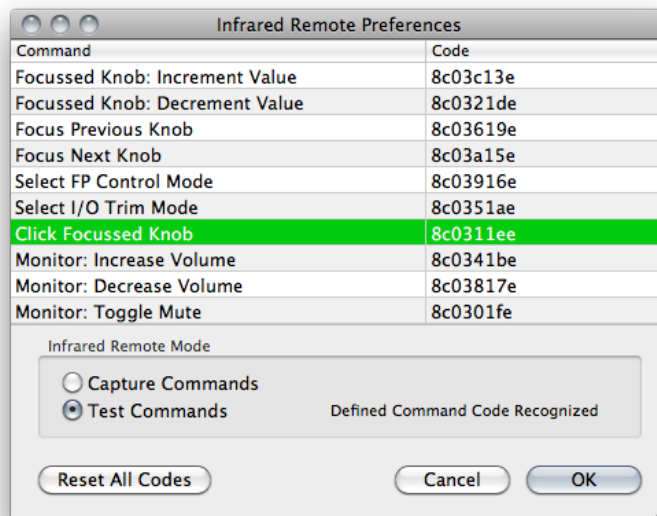 Infrared Remote Preferences
Command Code
Focussed Knob: Increment Value 8c03c13e
Focussed Knob: Decrement Value 8c0321de
Focus Previous Knob 8c03619e
Focus Next Knob 8c03a15e
Select FP Control Mode 8c03916e
Select I/O Trim Mode 8c0351ae
Click Focussed Knob 8c0311ee
Monitor: Increase Volume 8c0341be
Monitor: Decrease Volume 8c03817e
Monitor: Toggle Mute 8c0301fe
Infrared Remote Mode
Capture Commands
Test Commands Defined Command Code Recognized
Reset All Codes Cancel OK